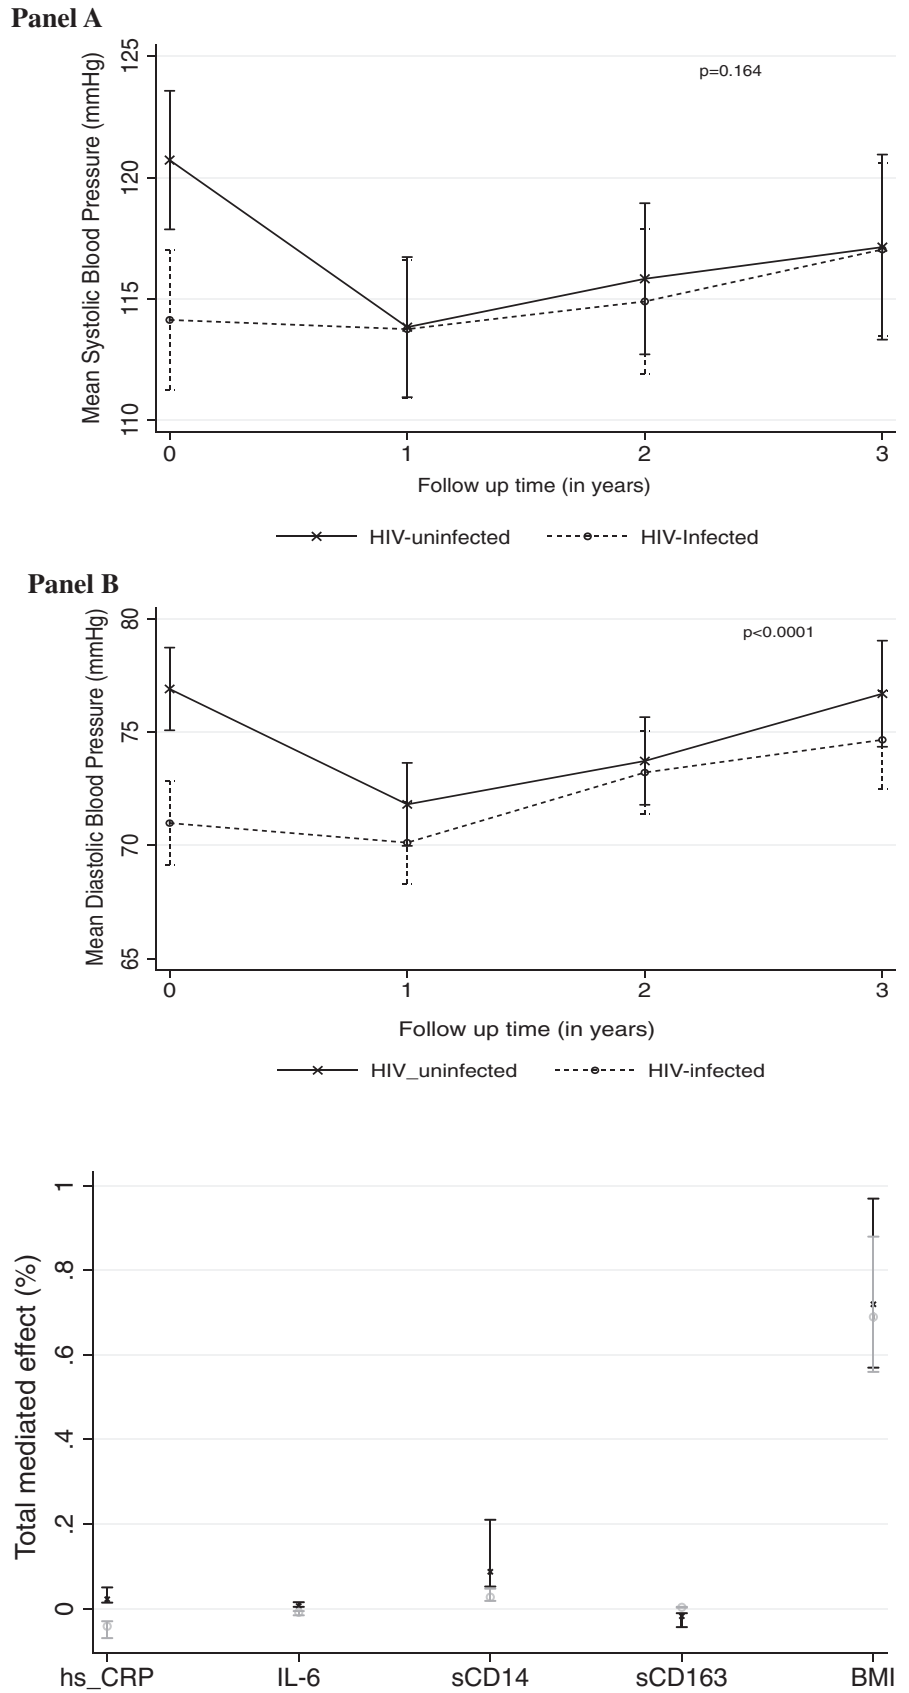 Panel A
Mean Systolic Blood Pressure (mmHg)
125
120
115
110
p=0.164
0 1 2 3
Follow up time (in years)
HIV-uninfected HIV-Infected
Panel B
Mean Diastolic Blood Pressure (mmHg)
80
75
70
65
p<0.0001
0 1 2 3
Follow up time (in years)
HIV_uninfected HIV-infected
Total mediated effect (%)
1
.8
.6
.4
.2
0
hs_CRP IL-6 sCD14 sCD163 BMI